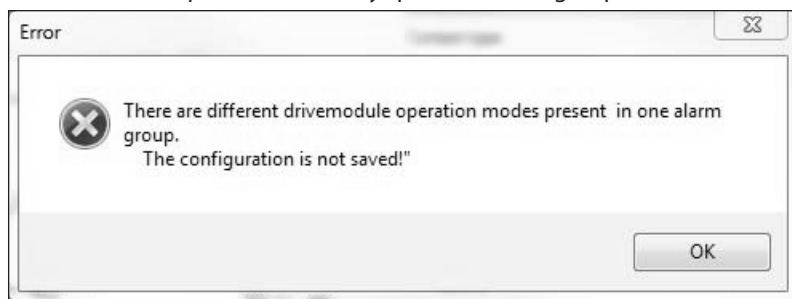 Error
There are different drivemodule operation modes present  in one alarm
group.
The configuration is not saved!"
OK